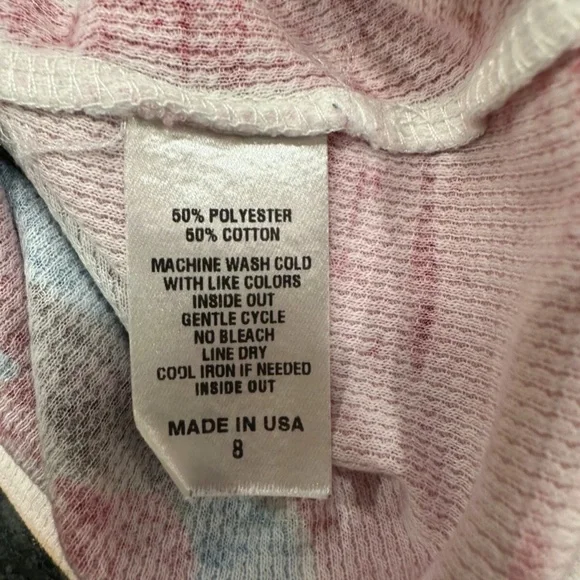 50% POLYESTER
50% COTTON
MACHINE WASH COLD
WITH LIKE COLORS
INSIDE OUT
GENTLE CYCLE
NO BLEACH
LINE DRY
COOL IRON IF NEEDED
INSIDE OUT
MADE IN USA
8